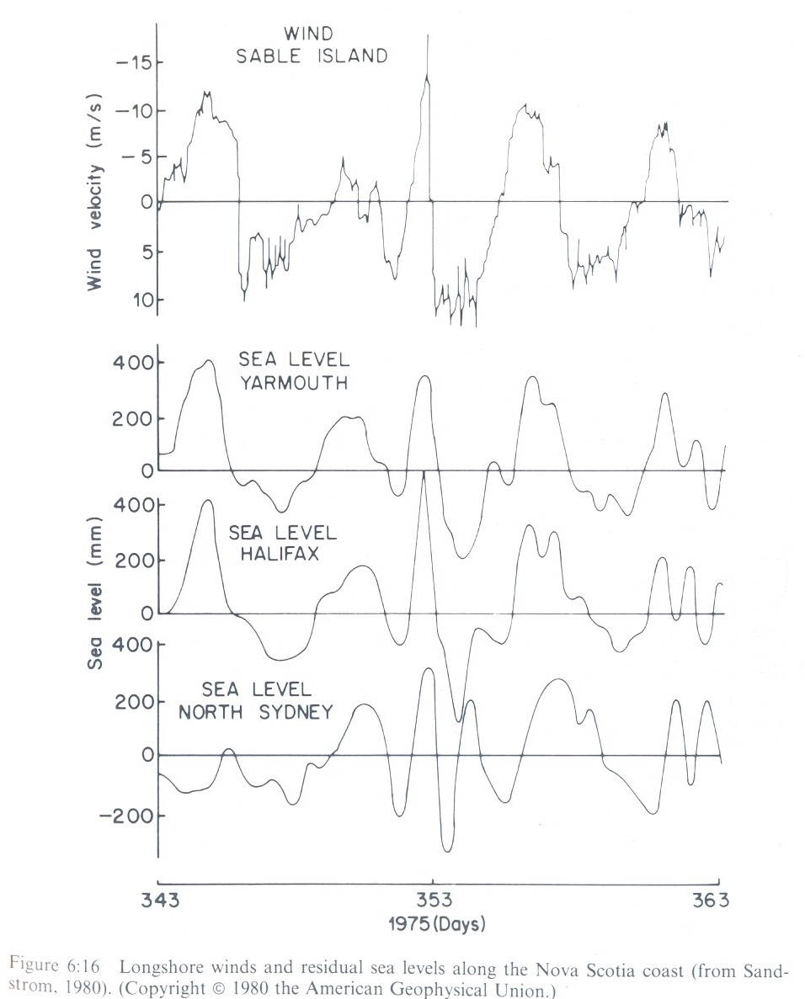 WIND
SABLE ISLAND
Wind velocity (m/s)
−15
−10
−5
0
5
10
SEA LEVEL
YARMOUTH
400
200
0
SEA LEVEL
HALIFAX
400
200
0
Sea level (mm)
SEA LEVEL
NORTH SYDNEY
400
200
0
−200
343
353
363
1975(Days)
Figure 6:16 Longshore winds and residual sea levels along the Nova Scotia coast (from Sand-
strom, 1980). (Copyright © 1980 the American Geophysical Union.)